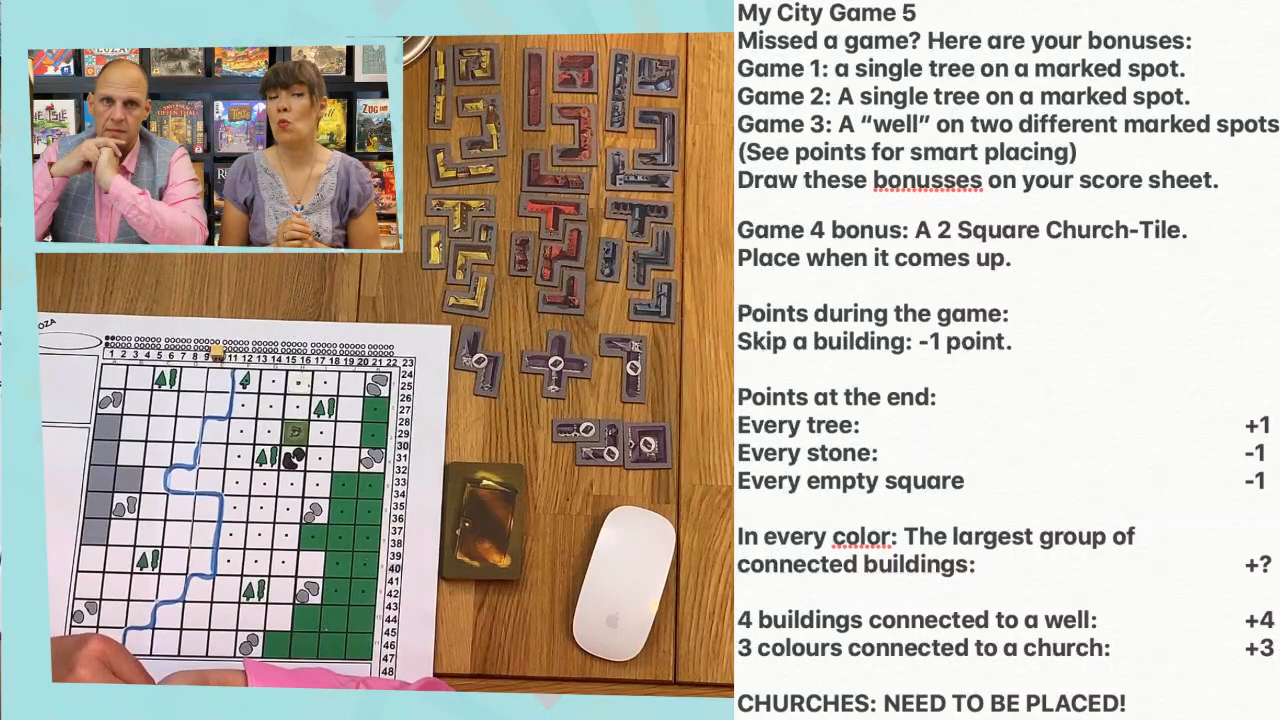 My City Game 5
Missed a game? Here are your bonuses:
Game 1: a single tree on a marked spot.
Game 2: A single tree on a marked spot.
Game 3: A “well” on two different marked spots
(See points for smart placing)
Draw these bonusses on your score sheet.
Game 4 bonus: A 2 Square Church-Tile.
Place when it comes up.
Points during the game:
Skip a building: -1 point.
Points at the end:
Every tree: +1
Every stone: -1
Every empty square -1
In every color: The largest group of
connected buildings: +?
4 buildings connected to a well: +4
3 colours connected to a church: +3
CHURCHES: NEED TO BE PLACED!
OZA
1 2 3 4 5 6 7 8 9 10 11 12 13 14 15 16 17 18 19 20 21 22 23
24
25
26
27
28
29
30
31
32
33
34
35
36
37
38
39
40
41
42
43
44
45
46
47
48